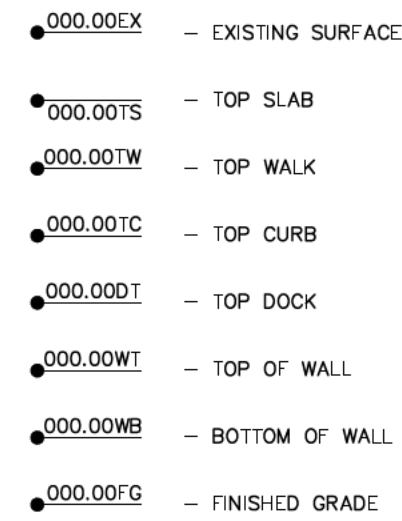 000.00EX – EXISTING SURFACE
000.00TS – TOP SLAB
000.00TW – TOP WALK
000.00TC – TOP CURB
000.00DT – TOP DOCK
000.00WT – TOP OF WALL
000.00WB – BOTTOM OF WALL
000.00FG – FINISHED GRADE